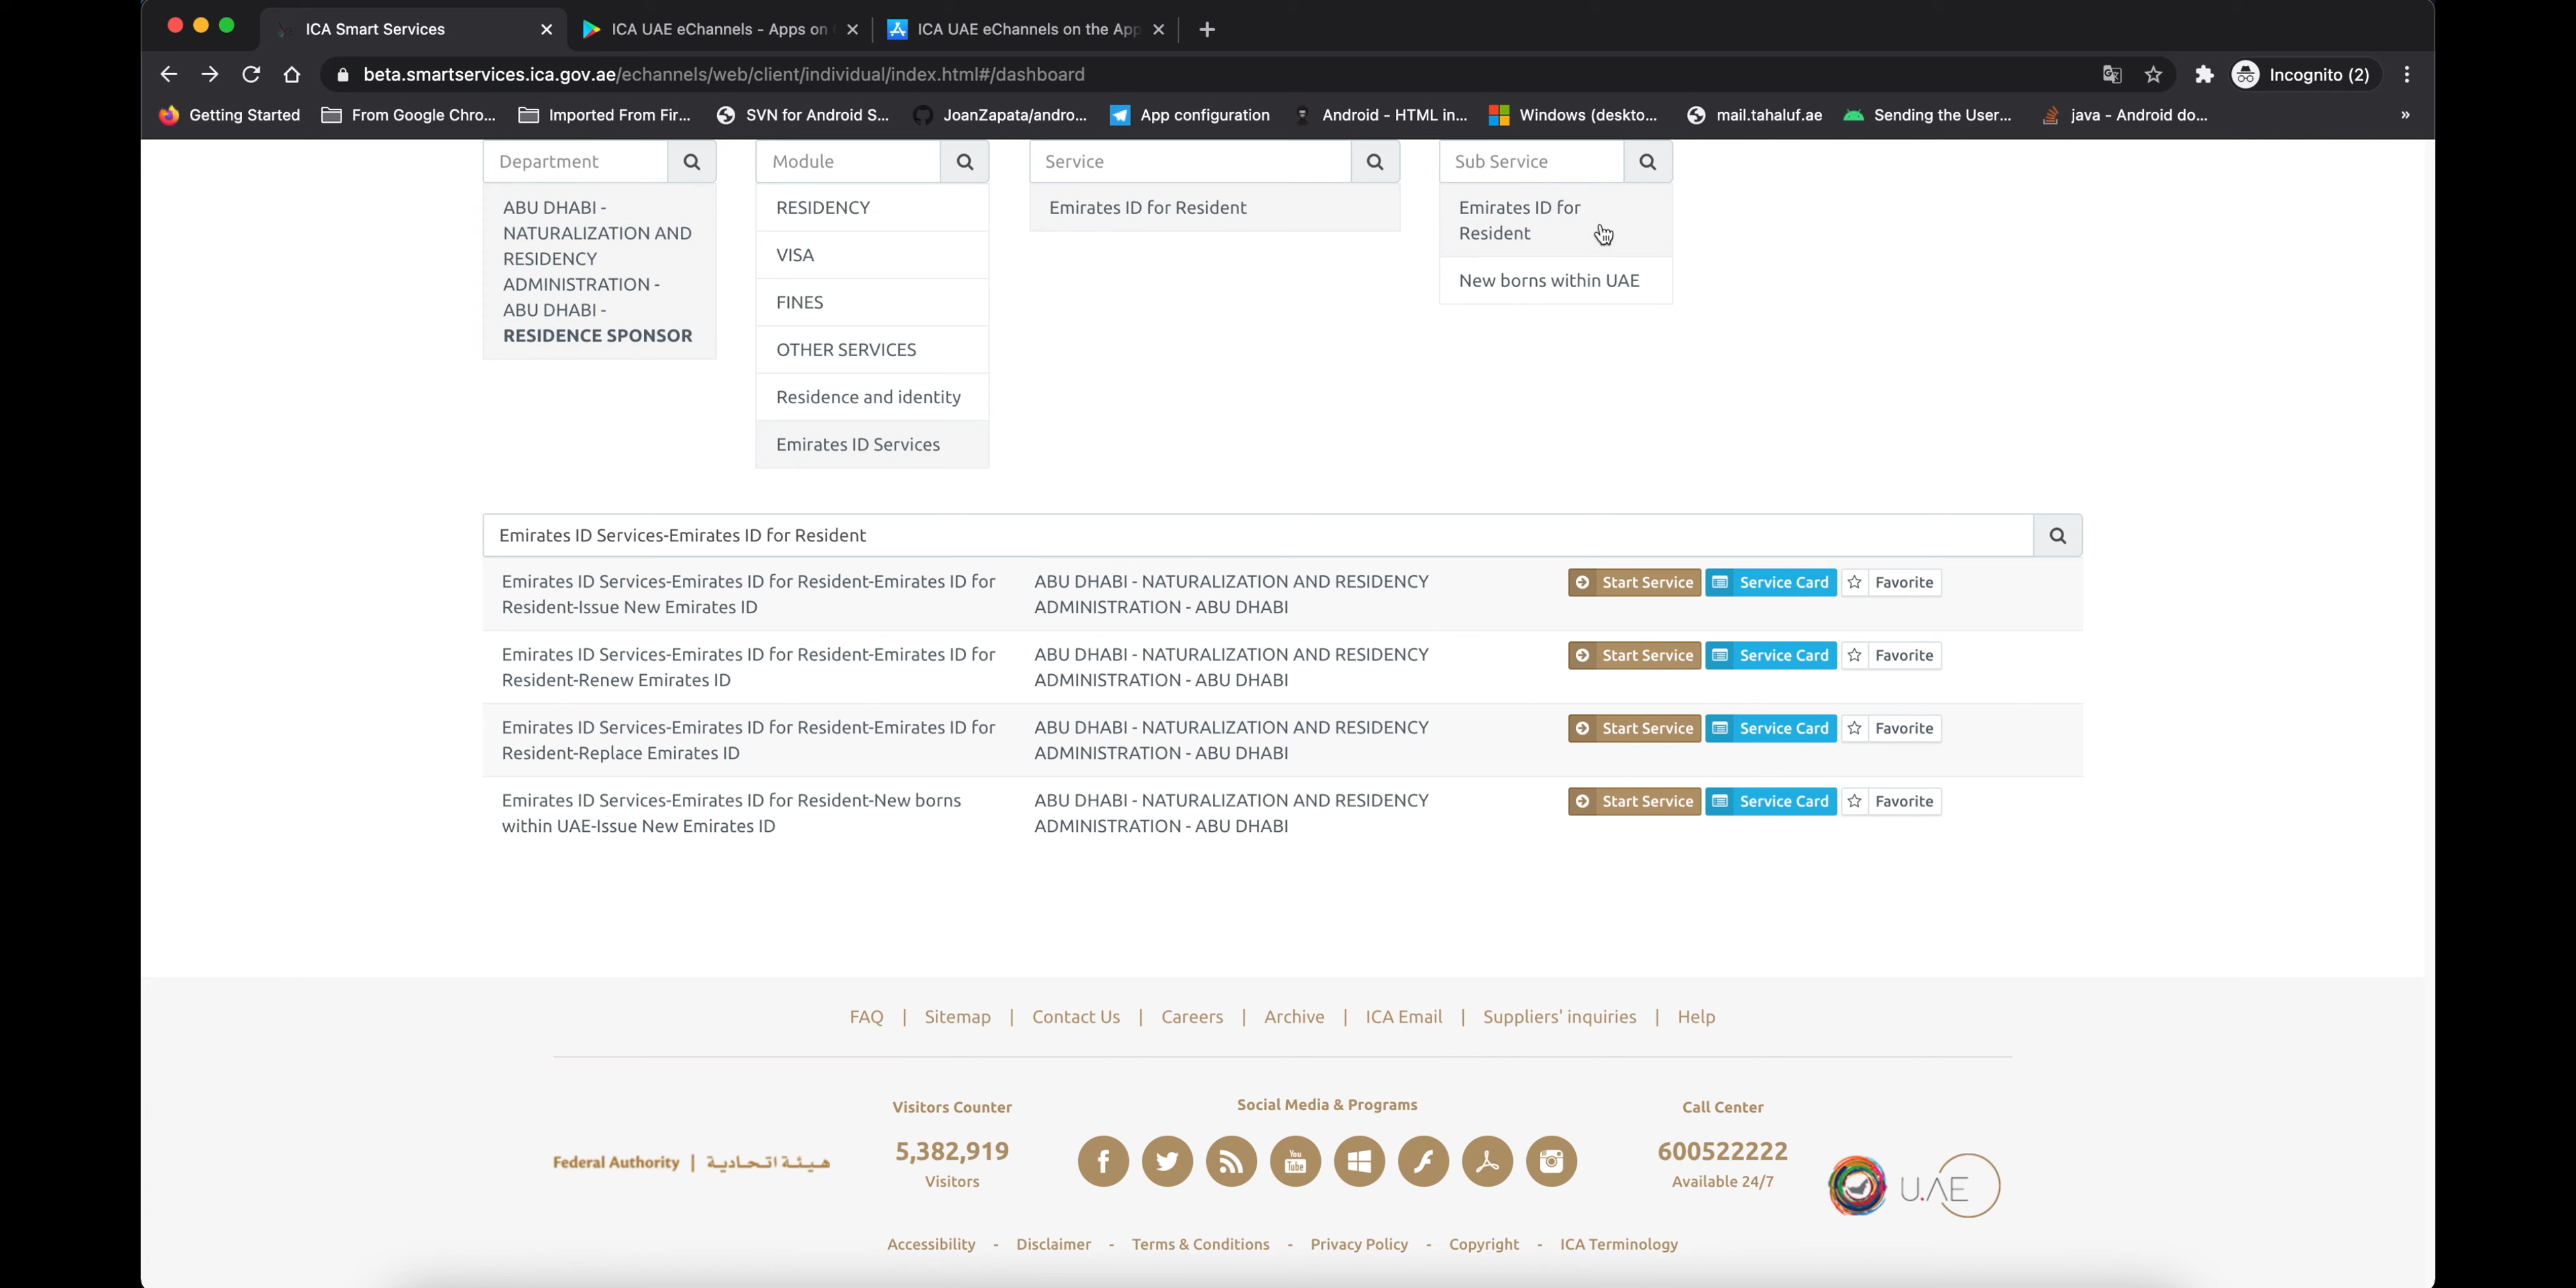 ICA Smart Services
ICA UAE eChannels - Apps on
ICA UAE eChannels on the App
beta.smartservices.ica.gov.ae/echannels/web/client/individual/index.html#/dashboard
Incognito (2)
Getting Started
From Google Chro...
Imported From Fir...
SVN for Android S...
JoanZapata/andro...
App configuration
Android - HTML in...
Windows (deskto...
mail.tahaluf.ae
Sending the User...
java - Android do...
»
Department
Module
Service
Sub Service
ABU DHABI -
NATURALIZATION AND
RESIDENCY
ADMINISTRATION -
ABU DHABI -
RESIDENCE SPONSOR
RESIDENCY
VISA
FINES
OTHER SERVICES
Residence and identity
Emirates ID Services
Emirates ID for Resident
Emirates ID for
Resident
New borns within UAE
Emirates ID Services-Emirates ID for Resident
Emirates ID Services-Emirates ID for Resident-Emirates ID for
Resident-Issue New Emirates ID
ABU DHABI - NATURALIZATION AND RESIDENCY
ADMINISTRATION - ABU DHABI
Start Service
Service Card
Favorite
Emirates ID Services-Emirates ID for Resident-Emirates ID for
Resident-Renew Emirates ID
ABU DHABI - NATURALIZATION AND RESIDENCY
ADMINISTRATION - ABU DHABI
Start Service
Service Card
Favorite
Emirates ID Services-Emirates ID for Resident-Emirates ID for
Resident-Replace Emirates ID
ABU DHABI - NATURALIZATION AND RESIDENCY
ADMINISTRATION - ABU DHABI
Start Service
Service Card
Favorite
Emirates ID Services-Emirates ID for Resident-New borns
within UAE-Issue New Emirates ID
ABU DHABI - NATURALIZATION AND RESIDENCY
ADMINISTRATION - ABU DHABI
Start Service
Service Card
Favorite
FAQ | Sitemap | Contact Us | Careers | Archive | ICA Email | Suppliers' inquiries | Help
Federal Authority | هيئة اتحادية
Visitors Counter
5,382,919
Visitors
Social Media & Programs
You
Tube
Call Center
600522222
Available 24/7
U.AE
Accessibility - Disclaimer - Terms & Conditions - Privacy Policy - Copyright - ICA Terminology